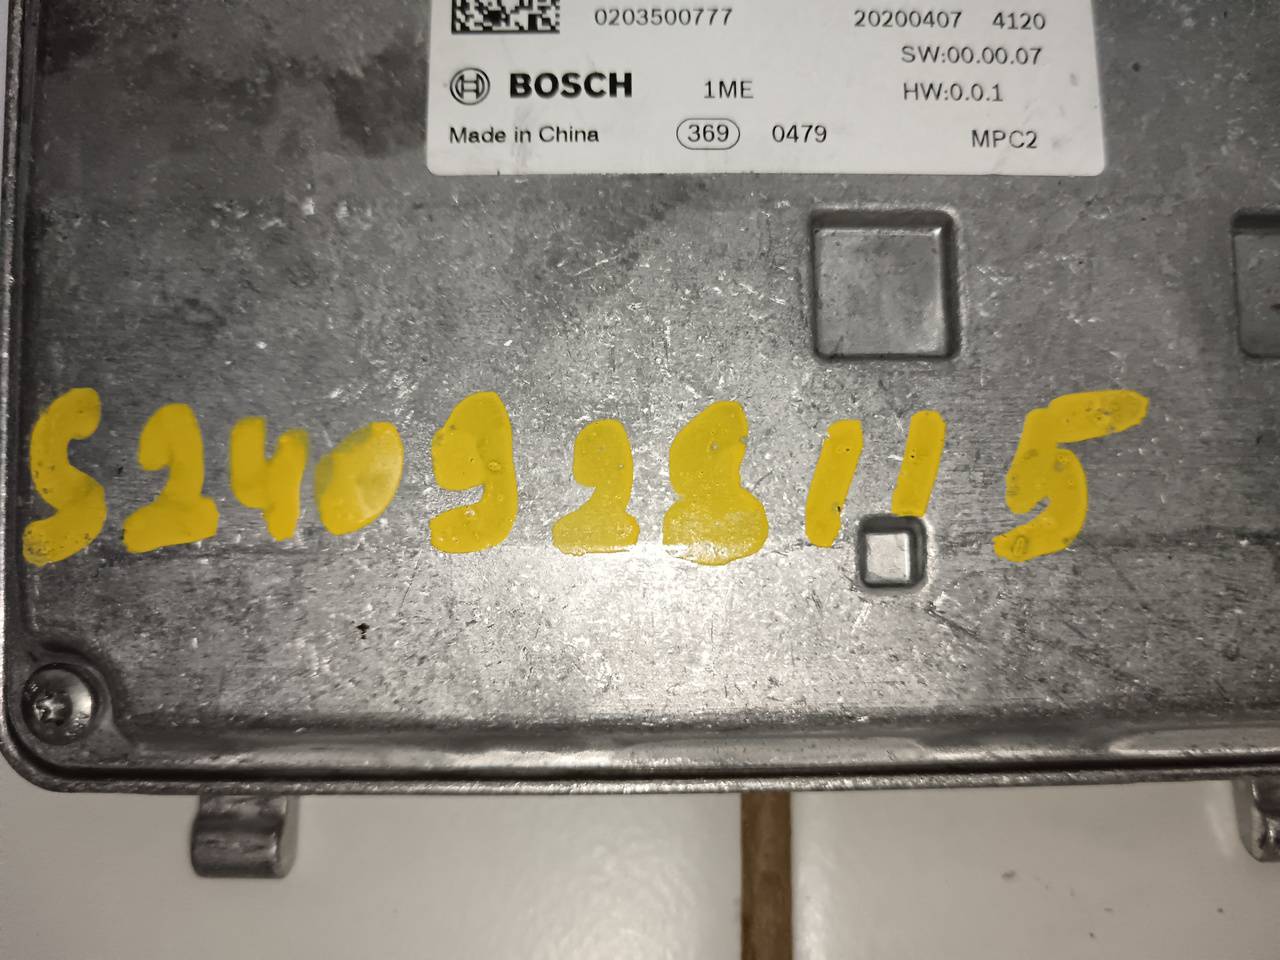 0203500777 20200407 4120
SW:00.00.07
BOSCH 1ME HW:0.0.1
Made in China 369 0479 MPC2
S240928115